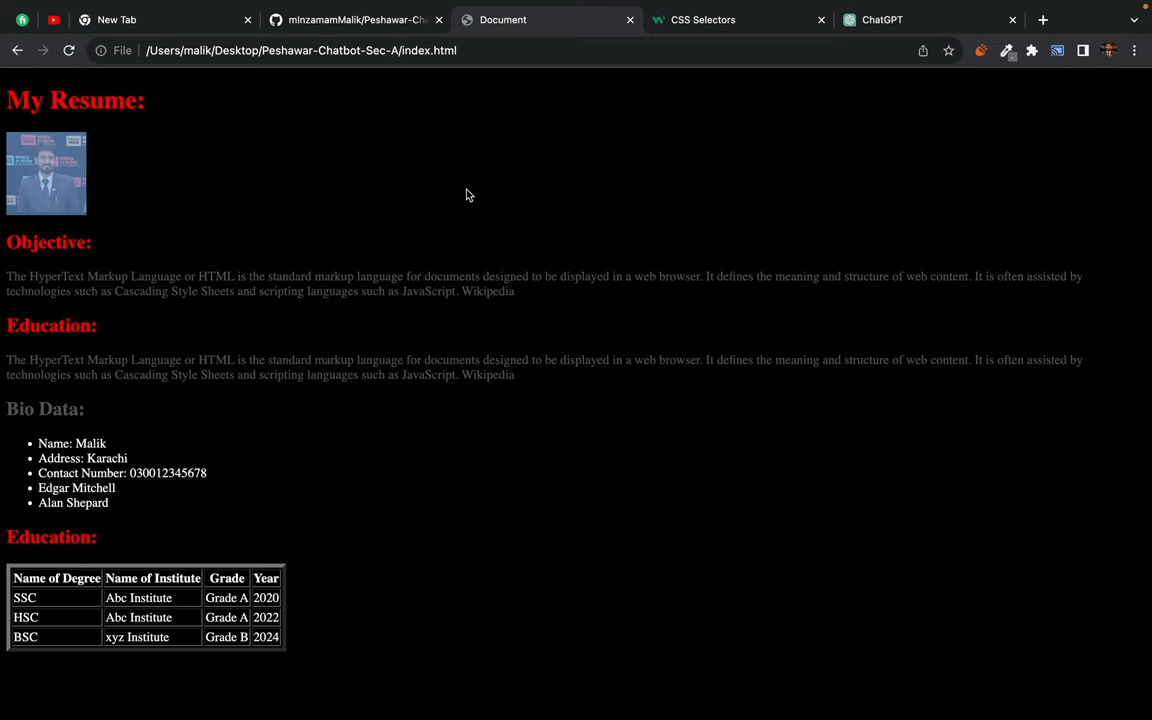 New Tab
mInzamamMalik/Peshawar-Cha
Document
CSS Selectors
ChatGPT
File
/Users/malik/Desktop/Peshawar-Chatbot-Sec-A/index.html
My Resume:
Objective:
The HyperText Markup Language or HTML is the standard markup language for documents designed to be displayed in a web browser. It defines the meaning and structure of web content. It is often assisted by
technologies such as Cascading Style Sheets and scripting languages such as JavaScript. Wikipedia
Education:
The HyperText Markup Language or HTML is the standard markup language for documents designed to be displayed in a web browser. It defines the meaning and structure of web content. It is often assisted by
technologies such as Cascading Style Sheets and scripting languages such as JavaScript. Wikipedia
Bio Data:
• Name: Malik
• Address: Karachi
• Contact Number: 030012345678
• Edgar Mitchell
• Alan Shepard
Education:
Name of Degree Name of Institute Grade Year
SSC Abc Institute Grade A 2020
HSC Abc Institute Grade A 2022
BSC xyz Institute Grade B 2024